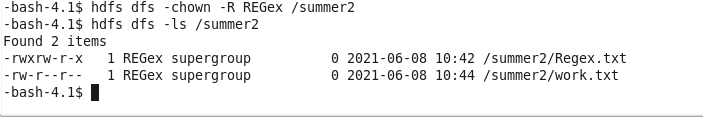 -bash-4.1$ hdfs dfs -chown -R REGex /summer2
-bash-4.1$ hdfs dfs -ls /summer2
Found 2 items
-rwxrw-r-x   1 REGex supergroup          0 2021-06-08 10:42 /summer2/Regex.txt
-rw-r--r--   1 REGex supergroup          0 2021-06-08 10:44 /summer2/work.txt
-bash-4.1$